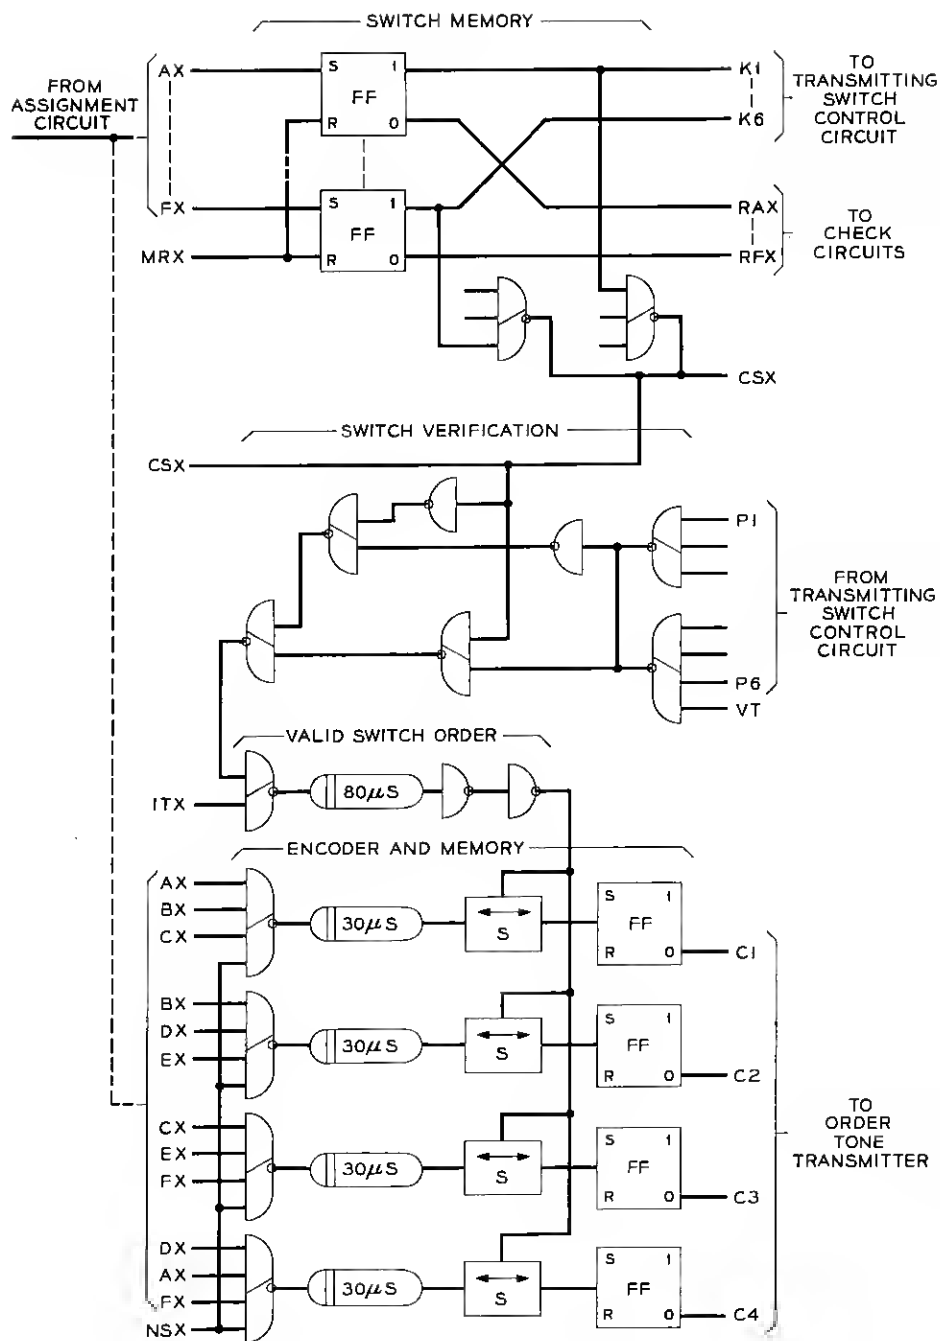 SWITCH MEMORY
FROM
ASSIGNMENT
CIRCUIT
AX
FX
MRX
S 1
FF
R 0
S 1
FF
R 0
K1
K6
TO
TRANSMITTING
SWITCH
CONTROL
CIRCUIT
RAX
RFX
TO
CHECK
CIRCUITS
CSX
SWITCH VERIFICATION
CSX
P1
P6
VT
FROM
TRANSMITTING
SWITCH
CONTROL
CIRCUIT
VALID SWITCH ORDER
ITX
80μS
ENCODER AND MEMORY
AX
BX
CX
30μS
S
S 1
FF
R 0
C1
BX
DX
EX
30μS
S
S 1
FF
R 0
C2
CX
EX
FX
30μS
S
S 1
FF
R 0
C3
DX
AX
FX
NSX
30μS
S
S 1
FF
R 0
C4
TO
ORDER
TONE
TRANSMITTER